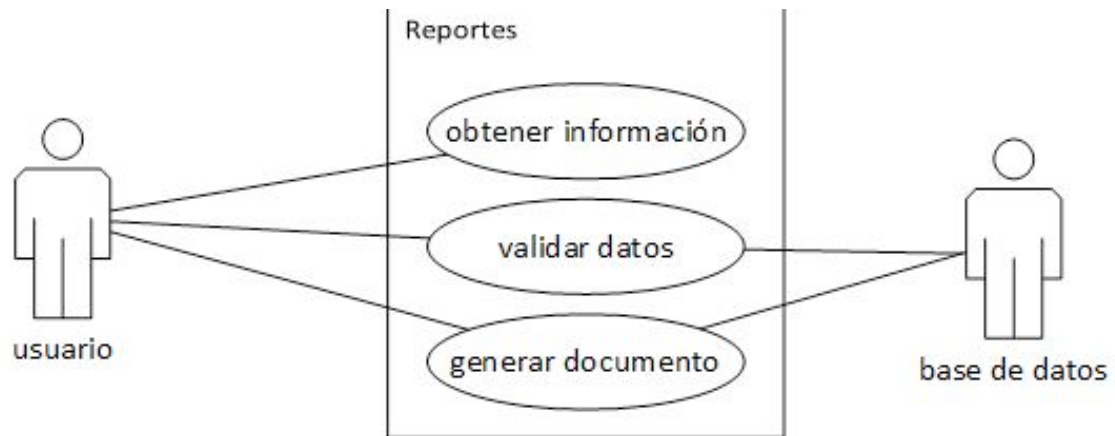 Reportes
obtener información
validar datos
generar documento
usuario
base de datos